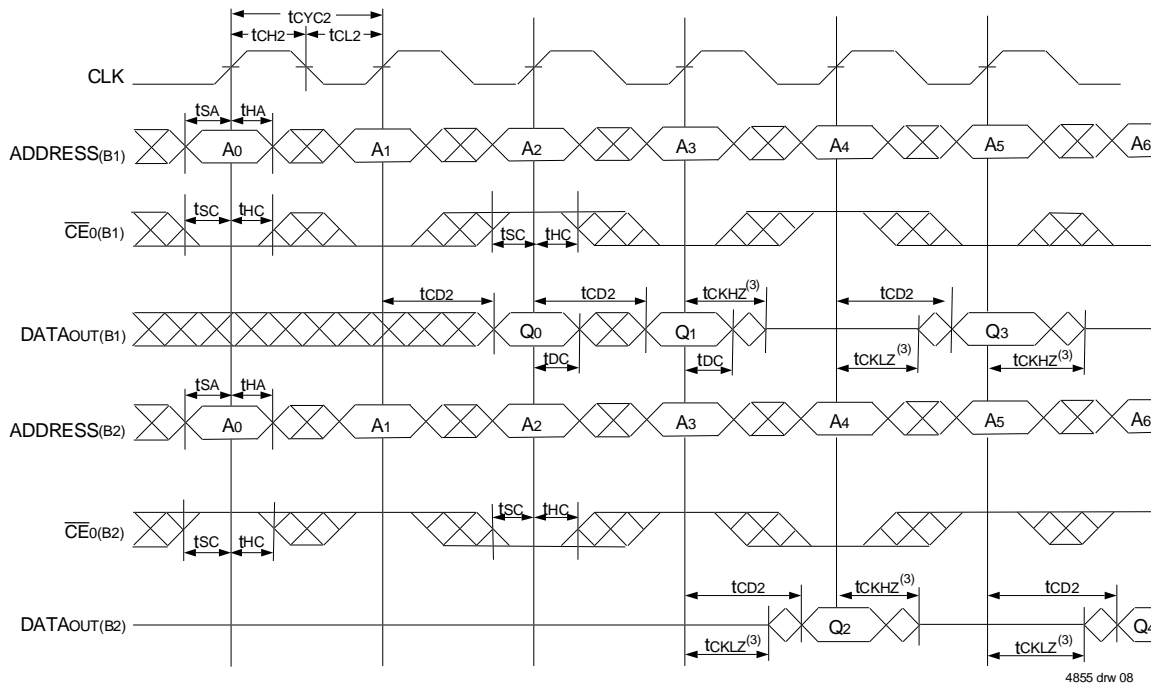 tCYC2
tCH2 tCL2
CLK
tSA tHA
ADDRESS(B1) A0 A1 A2 A3 A4 A5 A6
tSC tHC
CE0(B1)
tSC tHC
tCD2 tCD2 tCKHZ(3) tCD2
DATAOUT(B1) Q0 Q1 Q3
tDC tDC tCKLZ(3) tCKHZ(3)
tSA tHA
ADDRESS(B2) A0 A1 A2 A3 A4 A5 A6
tSC tHC
CE0(B2)
tSC tHC
tCD2 tCKHZ(3) tCD2
DATAOUT(B2) Q2 Q4
tCKLZ(3) tCKLZ(3)
4855 drw 08